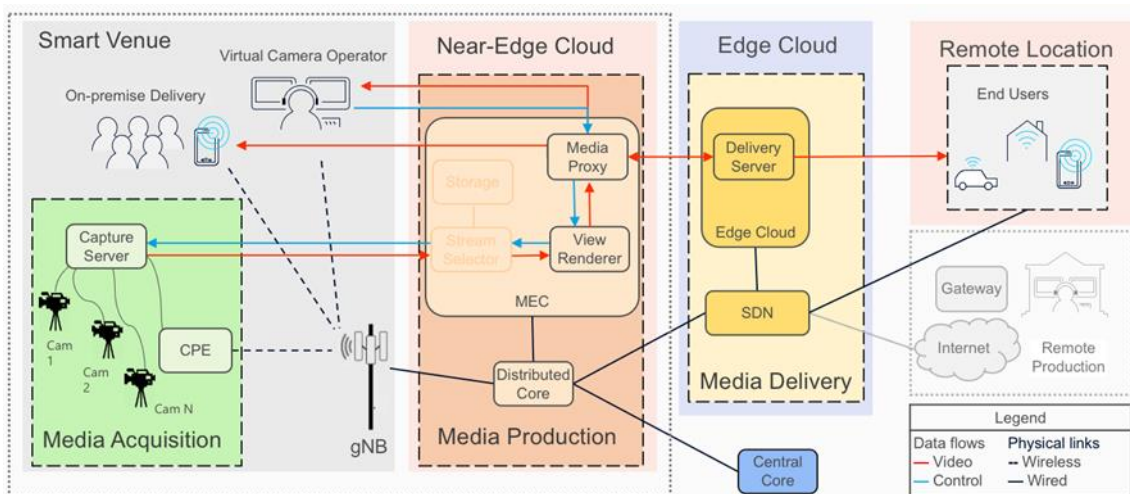 Smart Venue
Virtual Camera Operator
On-premise Delivery
Capture
Server
Cam
1
Cam
2
Cam N
CPE
Media Acquisition
gNB
Near-Edge Cloud
Media
Proxy
Storage
Stream
Selector
View
Renderer
MEC
Distributed
Core
Media Production
Edge Cloud
Delivery
Server
Edge Cloud
SDN
Media Delivery
Central
Core
Remote Location
End Users
Gateway
Internet
Remote
Production
Legend
Data flows
Physical links
Video
Wireless
Control
Wired